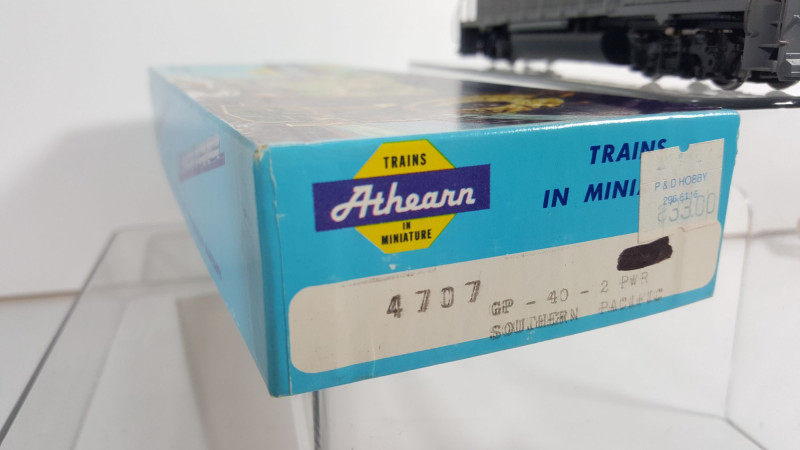 TRAINS
Athearn
IN
MINIATURE
TRAINS
IN MINI
P & D HOBBY
33.00
4707 GP - 40 - 2 PWR
SOUTHERN PACIFIC